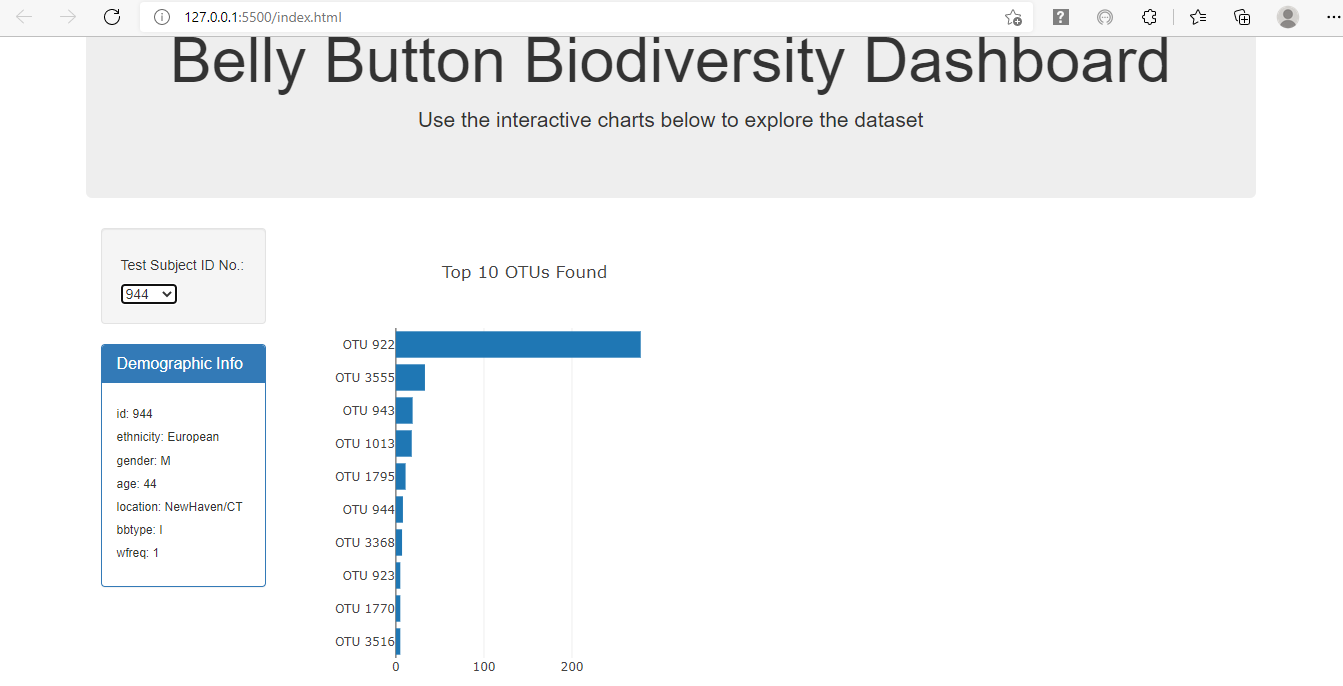 127.0.0.1:5500/index.html
Belly Button Biodiversity Dashboard
Use the interactive charts below to explore the dataset
Test Subject ID No.:
944
Demographic Info
id: 944
ethnicity: European
gender: M
age: 44
location: NewHaven/CT
bbtype: I
wfreq: 1
Top 10 OTUs Found
OTU 922
OTU 3555
OTU 943
OTU 1013
OTU 1795
OTU 944
OTU 3368
OTU 923
OTU 1770
OTU 3516
0 100 200